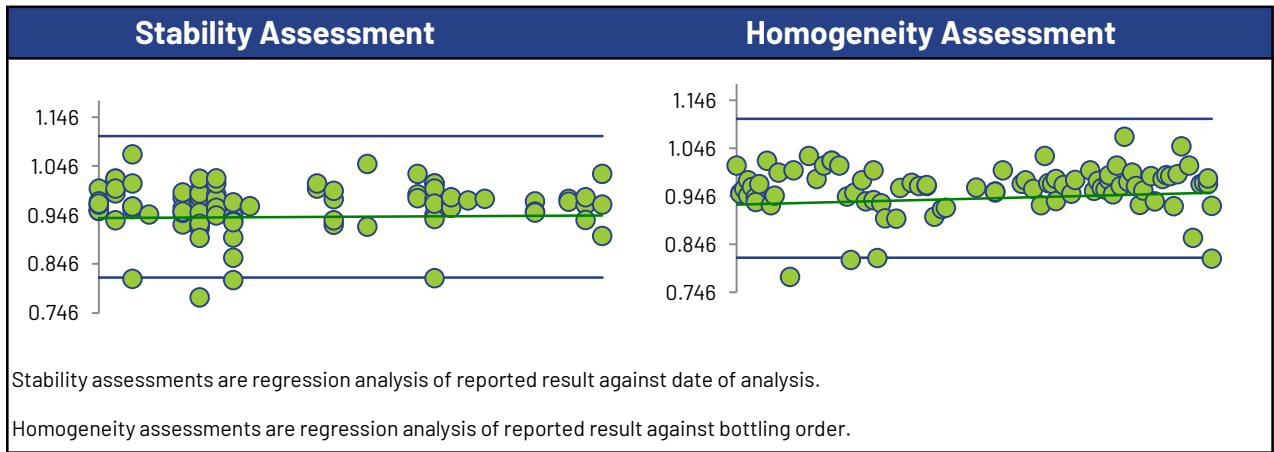 Stability Assessment
Homogeneity Assessment
1.146
1.046
0.946
0.846
0.746
1.146
1.046
0.946
0.846
0.746
Stability assessments are regression analysis of reported result against date of analysis.
Homogeneity assessments are regression analysis of reported result against bottling order.